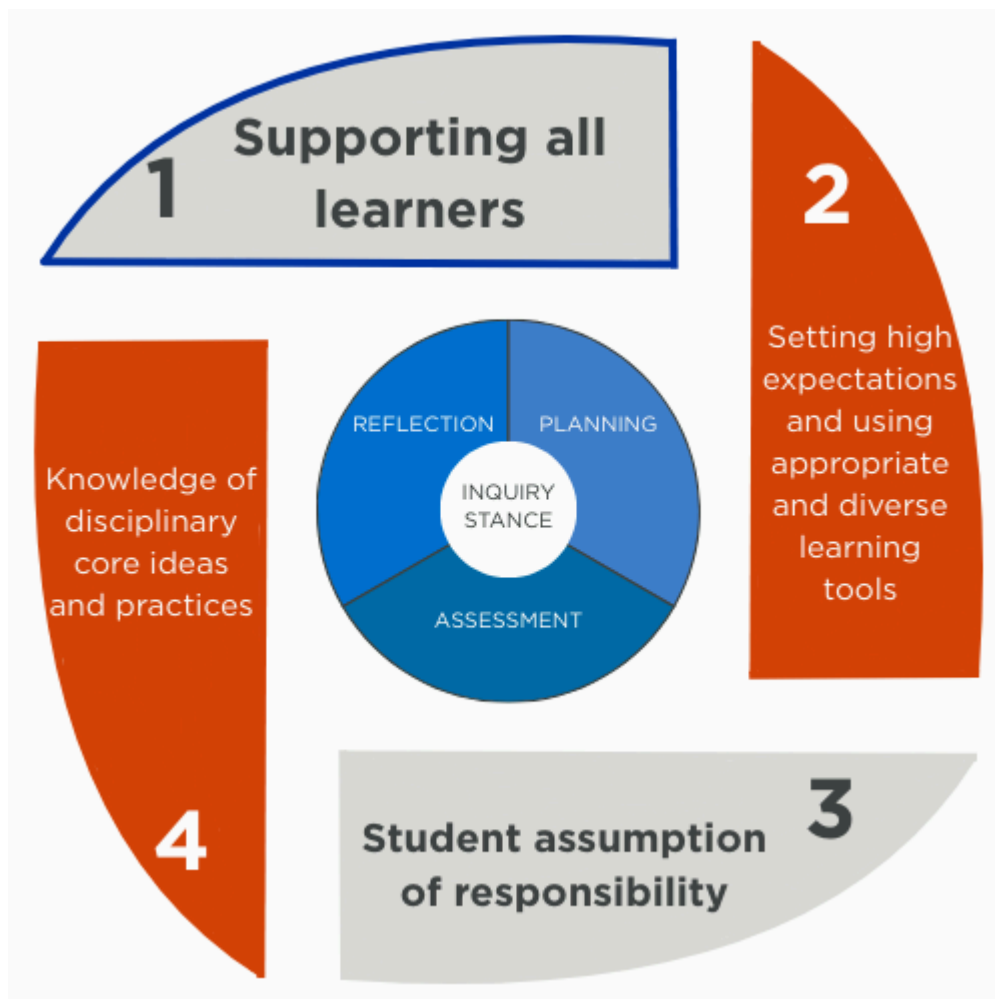 1
Supporting all
learners
2
Setting high
expectations
and using
appropriate
and diverse
learning
tools
3
Student assumption
of responsibility
4
Knowledge of
disciplinary
core ideas
and practices
REFLECTION
PLANNING
INQUIRY
STANCE
ASSESSMENT